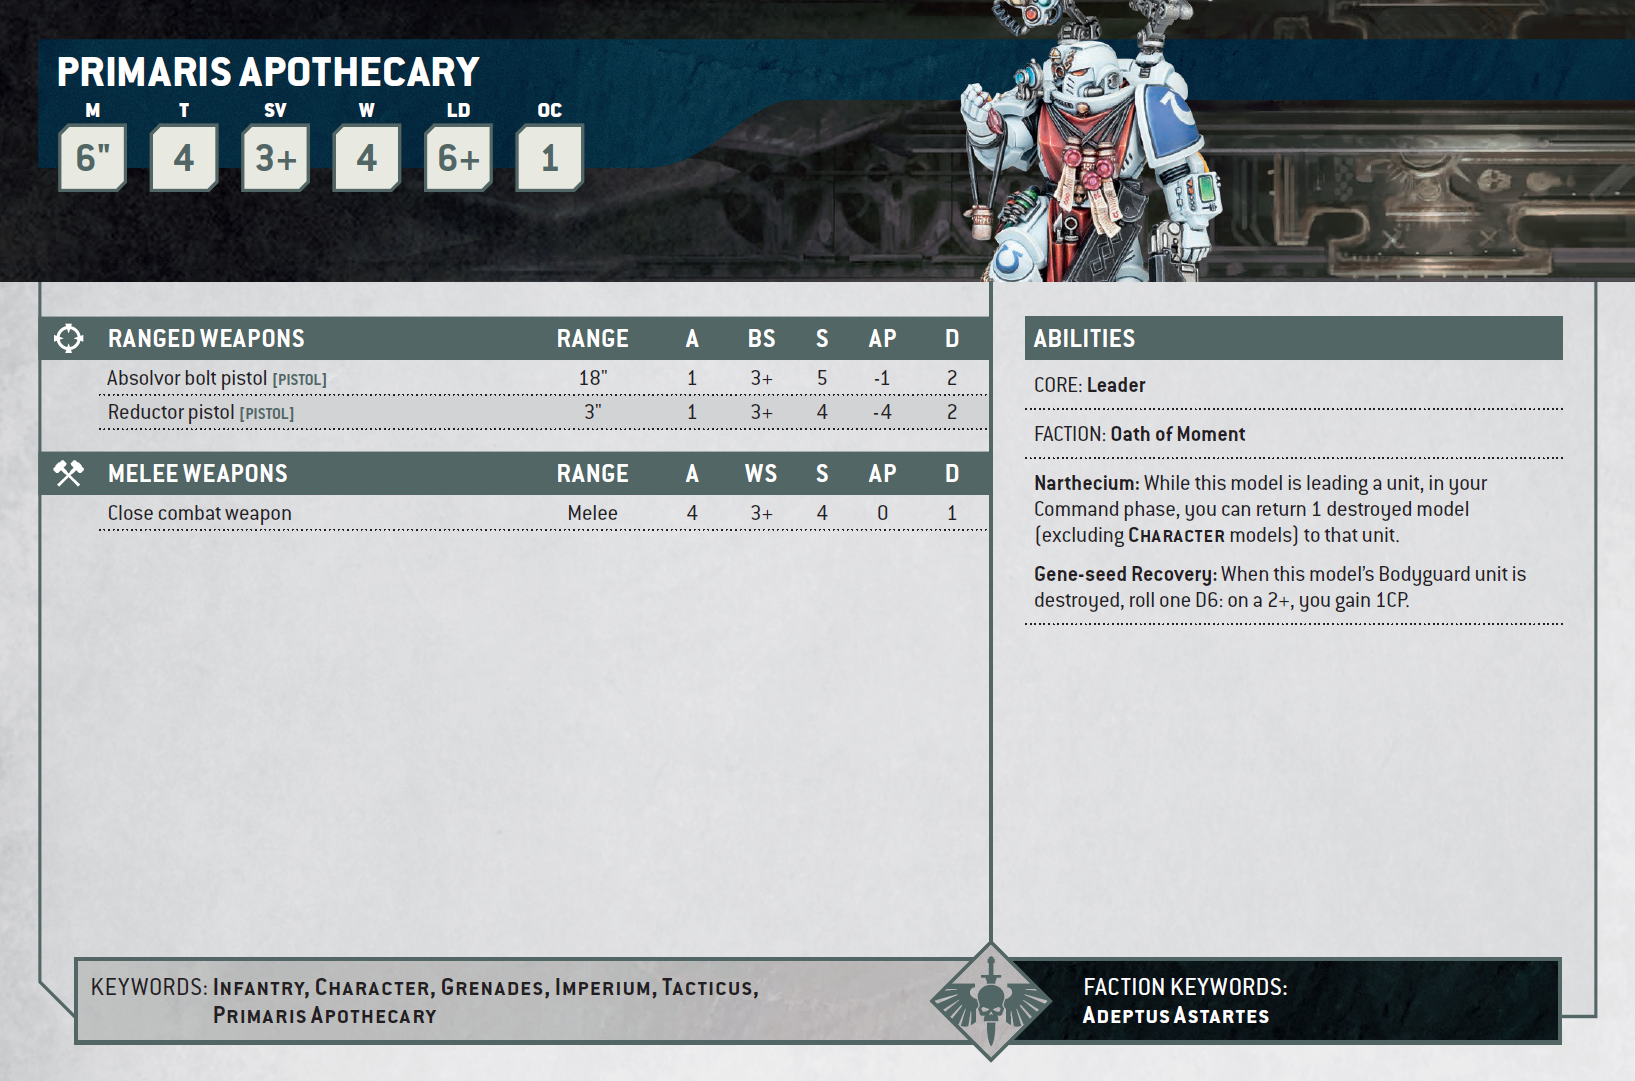 PRIMARIS APOTHECARY
M T SV W LD OC
6" 4 3+ 4 6+ 1
RANGED WEAPONS RANGE A BS S AP D
Absolvor bolt pistol [PISTOL] 18" 1 3+ 5 -1 2
Reductor pistol [PISTOL] 3" 1 3+ 4 -4 2
MELEE WEAPONS RANGE A WS S AP D
Close combat weapon Melee 4 3+ 4 0 1
ABILITIES
CORE: Leader
FACTION: Oath of Moment
Narthecium: While this model is leading a unit, in your
Command phase, you can return 1 destroyed model
(excluding CHARACTER models) to that unit.
Gene-seed Recovery: When this model's Bodyguard unit is
destroyed, roll one D6: on a 2+, you gain 1CP.
KEYWORDS: INFANTRY, CHARACTER, GRENADES, IMPERIUM, TACTICUS,
PRIMARIS APOTHECARY
FACTION KEYWORDS:
ADEPTUS ASTARTES